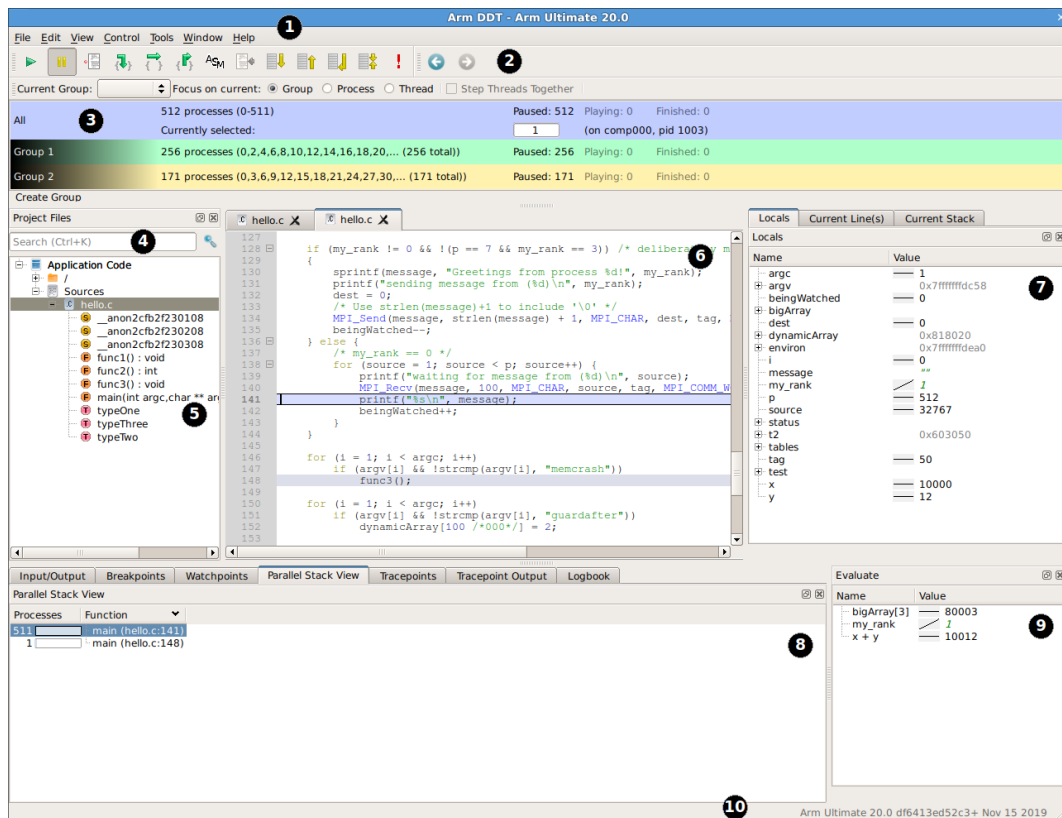 Arm DDT - Arm Ultimate 20.0
1
File Edit View Control Tools Window Help
2
Current Group: Focus on current: Group Process Thread Step Threads Together
All 3 512 processes (0-511) Paused: 512 Playing: 0 Finished: 0
Currently selected: 1 (on comp000, pid 1003)
Group 1 256 processes (0,2,4,6,8,10,12,14,16,18,20,... (256 total)) Paused: 256 Playing: 0 Finished: 0
Group 2 171 processes (0,3,6,9,12,15,18,21,24,27,30,... (171 total)) Paused: 171 Playing: 0 Finished: 0
Create Group
Project Files
Search (Ctrl+K) 4
Application Code
/
Sources
hello.c
__anon2cfb2f230108
__anon2cfb2f230208
__anon2cfb2f230308
func1() : void
func2() : int
func3() : void
main(int argc,char ** ar
typeOne
typeThree 5
typeTwo
hello.c hello.c
127
128 if (my_rank != 0 && !(p == 7 && my_rank == 3)) /* deliberately m
6
129 {
130 sprintf(message, "Greetings from process %d!", my_rank);
131 printf("sending message from (%d)\n", my_rank);
132 dest = 0;
133 /* Use strlen(message)+1 to include '\0' */
134 MPI_Send(message, strlen(message) + 1, MPI_CHAR, dest, tag,
135 beingWatched--;
136 } else {
137 /* my_rank == 0 */
138 for (source = 1; source < p; source++) {
139 printf("waiting for message from (%d)\n", source);
140 MPI_Recv(message, 100, MPI_CHAR, source, tag, MPI_COMM_W
141 printf("%s\n", message);
142 beingWatched++;
143 }
144 }
145
146 for (i = 1; i < argc; i++)
147 if (argv[i] && !strcmp(argv[i], "memcrash"))
148 func3();
149
150 for (i = 1; i < argc; i++)
151 if (argv[i] && !strcmp(argv[i], "guardafter"))
152 dynamicArray[100 /*000*/] = 2;
153
Locals Current Line(s) Current Stack
Locals
Name Value
argc 1
argv 0x7fffffffdc58
7
beingWatched 0
bigArray
dest 0
dynamicArray 0x818020
environ 0x7fffffffdea0
i 0
message ""
my_rank 1
p 512
source 32767
status
t2 0x603050
tables
tag 50
test
x 10000
y 12
Input/Output Breakpoints Watchpoints Parallel Stack View Tracepoints Tracepoint Output Logbook
Parallel Stack View
Processes Function
511 main (hello.c:141)
1 main (hello.c:148)
8
Evaluate
Name Value
bigArray[3] 80003
my_rank 1
9
x + y 10012
10
Arm Ultimate 20.0 df6413ed52c3+ Nov 15 2019